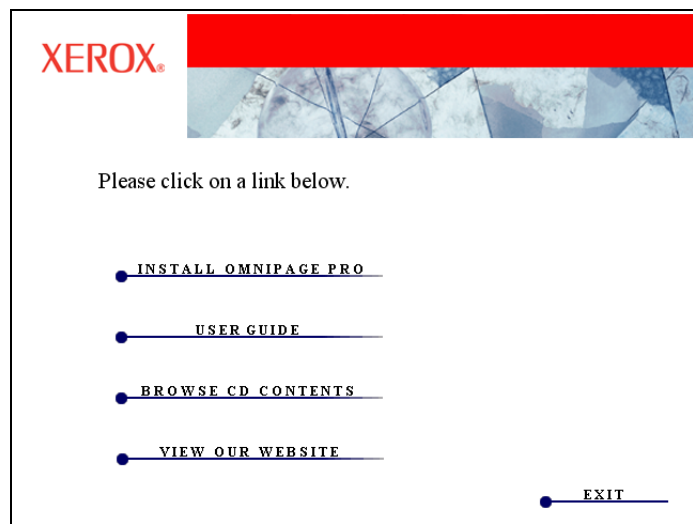 XEROX®
Please click on a link below.
INSTALL OMNIPAGE PRO
USER GUIDE
BROWSE CD CONTENTS
VIEW OUR WEBSITE
EXIT